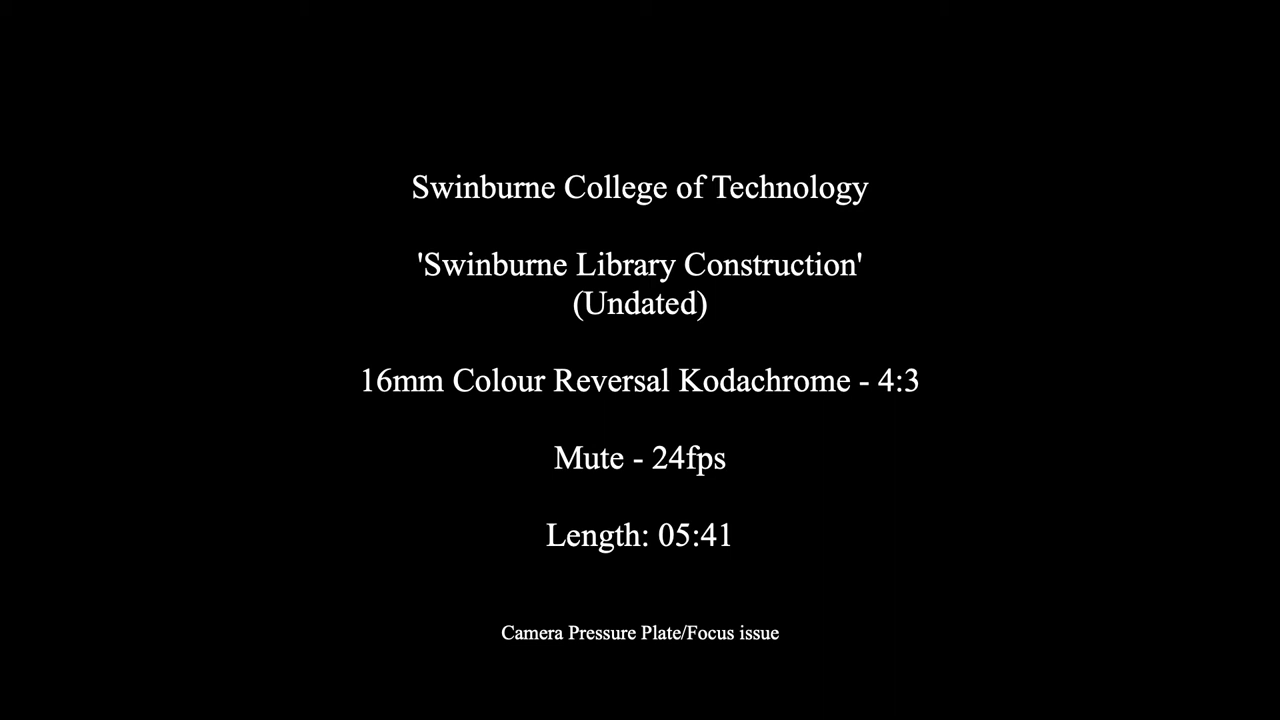 Swinburne College of Technology
'Swinburne Library Construction'
(Undated)
16mm Colour Reversal Kodachrome - 4:3
Mute - 24fps
Length: 05:41
Camera Pressure Plate/Focus issue